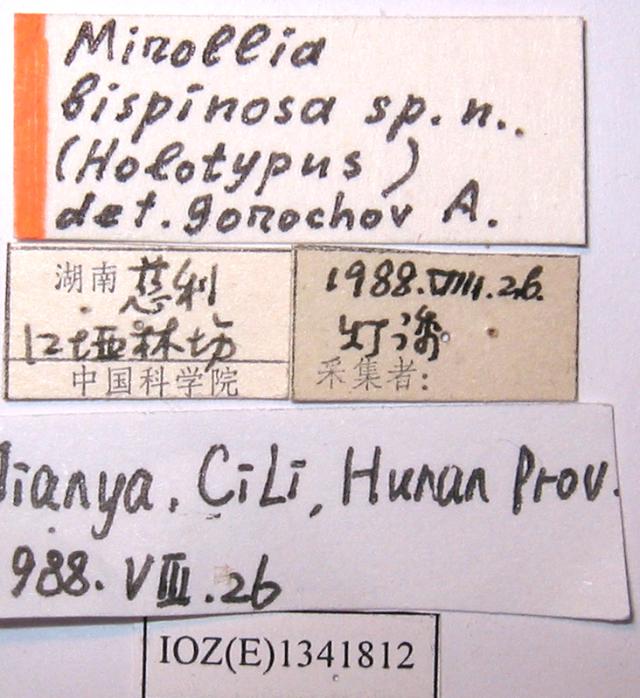 Mirollia
bispinosa sp. n.
(Holotypus)
det. Gorochov A.
湖南 慈利
江垭林场
中国科学院
1988.VIII.26.
灯诱
采集者:
Jianya, CiLi, Hunan Prov.
988. VIII. 26
IOZ(E)1341812